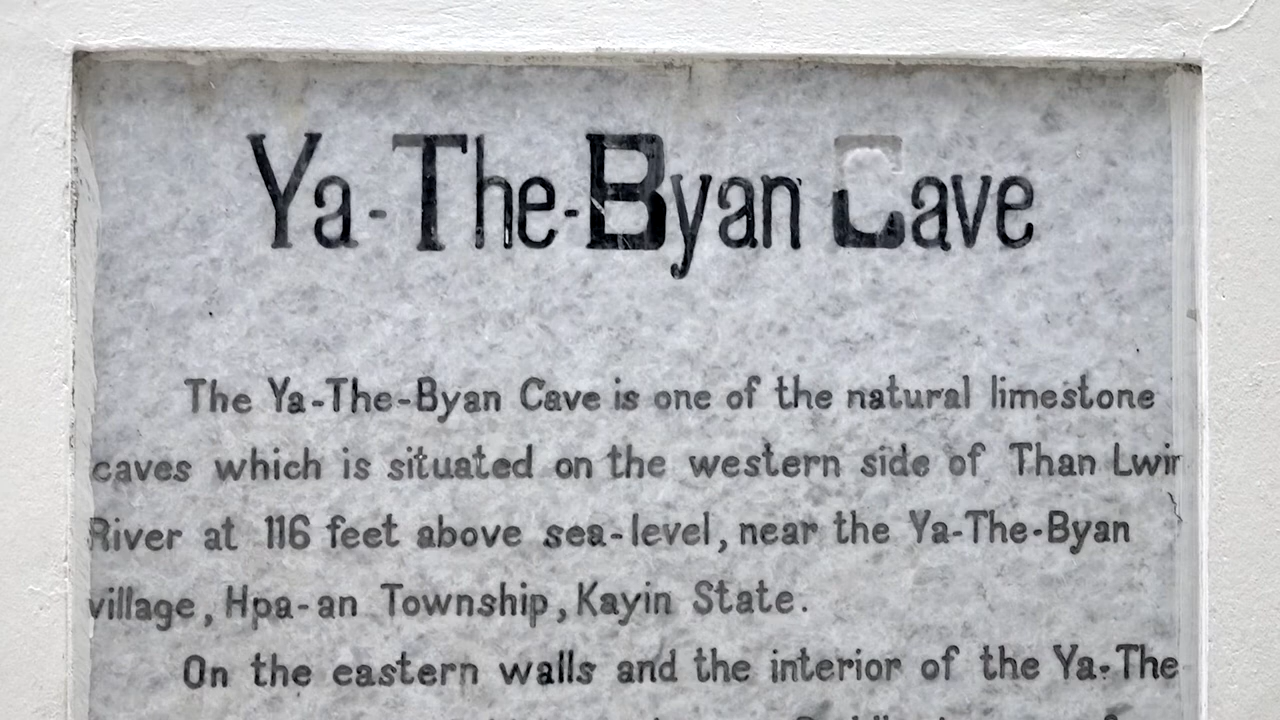 Ya-The-Byan Cave
The Ya-The-Byan Cave is one of the natural limestone
caves which is situated on the western side of Than Lwin
River at 116 feet above sea-level, near the Ya-The-Byan
village, Hpa-an Township, Kayin State.
On the eastern walls and the interior of the Ya-The